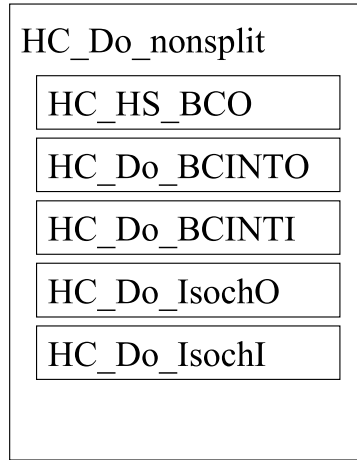 HC_Do_nonsplit
HC_HS_BCO
HC_Do_BCINTO
HC_Do_BCINTI
HC_Do_IsochO
HC_Do_IsochI